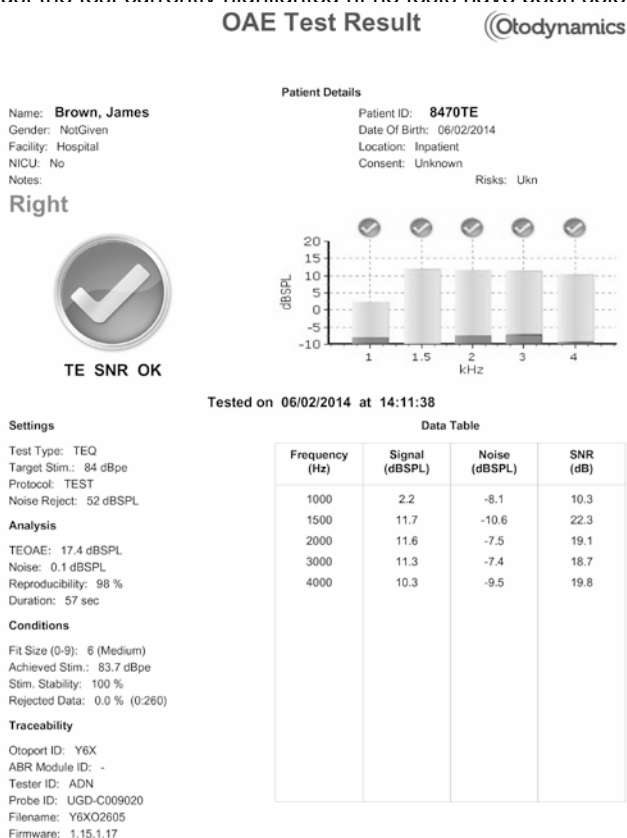 OAE Test Result
Otodynamics
Patient Details
Name: Brown, James
Gender: NotGiven
Facility: Hospital
NICU: No
Notes:
Patient ID: 8470TE
Date Of Birth: 06/02/2014
Location: Inpatient
Consent: Unknown
Risks: Ukn
Right
TE SNR OK
20
15
10
5
0
-5
-10
dBSPL
1 1.5 2 3 4
kHz
Tested on 06/02/2014 at 14:11:38
Settings
Test Type: TEQ
Target Stim.: 84 dBpe
Protocol: TEST
Noise Reject: 52 dBSPL
Analysis
TEOAE: 17.4 dBSPL
Noise: 0.1 dBSPL
Reproducibility: 98 %
Duration: 57 sec
Conditions
Fit Size (0-9): 6 (Medium)
Achieved Stim.: 83.7 dBpe
Stim. Stability: 100 %
Rejected Data: 0.0 % (0:260)
Traceability
Otoport ID: Y6X
ABR Module ID: -
Tester ID: ADN
Probe ID: UGD-C009020
Filename: Y6XO2605
Firmware: 1.15.1.17
Data Table
Frequency Signal Noise SNR
(Hz) (dBSPL) (dBSPL) (dB)
1000 2.2 -8.1 10.3
1500 11.7 -10.6 22.3
2000 11.6 -7.5 19.1
3000 11.3 -7.4 18.7
4000 10.3 -9.5 19.8